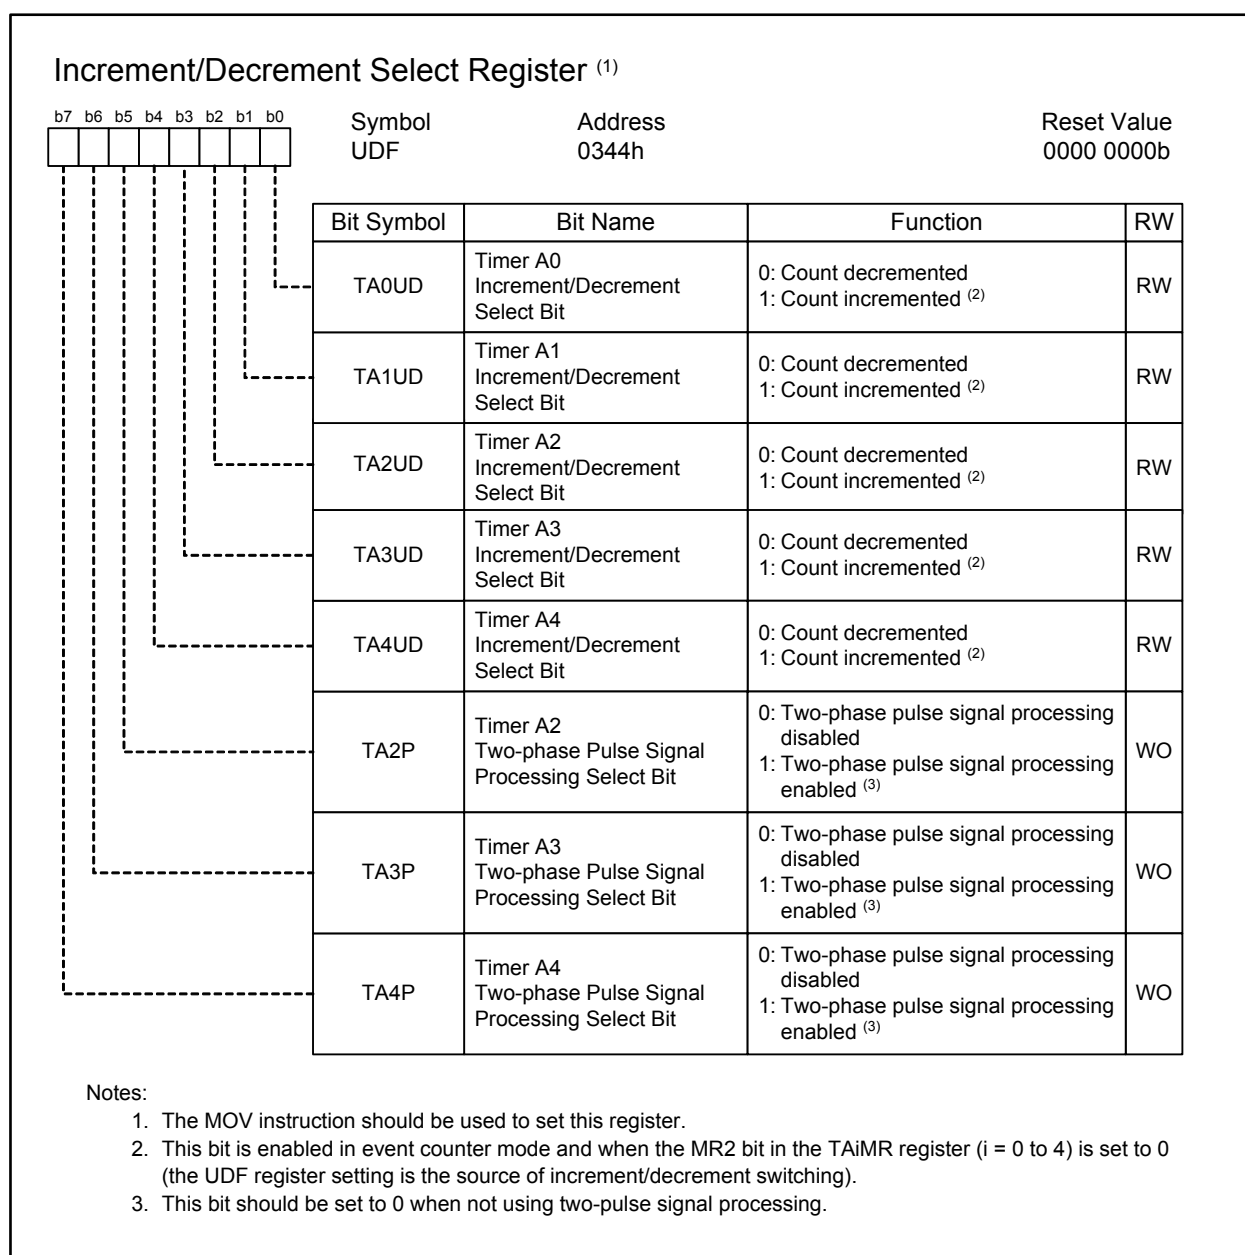 Increment/Decrement Select Register (1)
b7 b6 b5 b4 b3 b2 b1 b0
Symbol Address Reset Value
UDF 0344h 0000 0000b
Bit Symbol Bit Name Function RW
TA0UD
Timer A0
Increment/Decrement
Select Bit
0: Count decremented
1: Count incremented (2)
RW
TA1UD
Timer A1
Increment/Decrement
Select Bit
0: Count decremented
1: Count incremented (2)
RW
TA2UD
Timer A2
Increment/Decrement
Select Bit
0: Count decremented
1: Count incremented (2)
RW
TA3UD
Timer A3
Increment/Decrement
Select Bit
0: Count decremented
1: Count incremented (2)
RW
TA4UD
Timer A4
Increment/Decrement
Select Bit
0: Count decremented
1: Count incremented (2)
RW
TA2P
Timer A2
Two-phase Pulse Signal
Processing Select Bit
0: Two-phase pulse signal processing
disabled
1: Two-phase pulse signal processing
enabled (3)
WO
TA3P
Timer A3
Two-phase Pulse Signal
Processing Select Bit
0: Two-phase pulse signal processing
disabled
1: Two-phase pulse signal processing
enabled (3)
WO
TA4P
Timer A4
Two-phase Pulse Signal
Processing Select Bit
0: Two-phase pulse signal processing
disabled
1: Two-phase pulse signal processing
enabled (3)
WO
Notes:
1. The MOV instruction should be used to set this register.
2. This bit is enabled in event counter mode and when the MR2 bit in the TAiMR register (i = 0 to 4) is set to 0
(the UDF register setting is the source of increment/decrement switching).
3. This bit should be set to 0 when not using two-pulse signal processing.